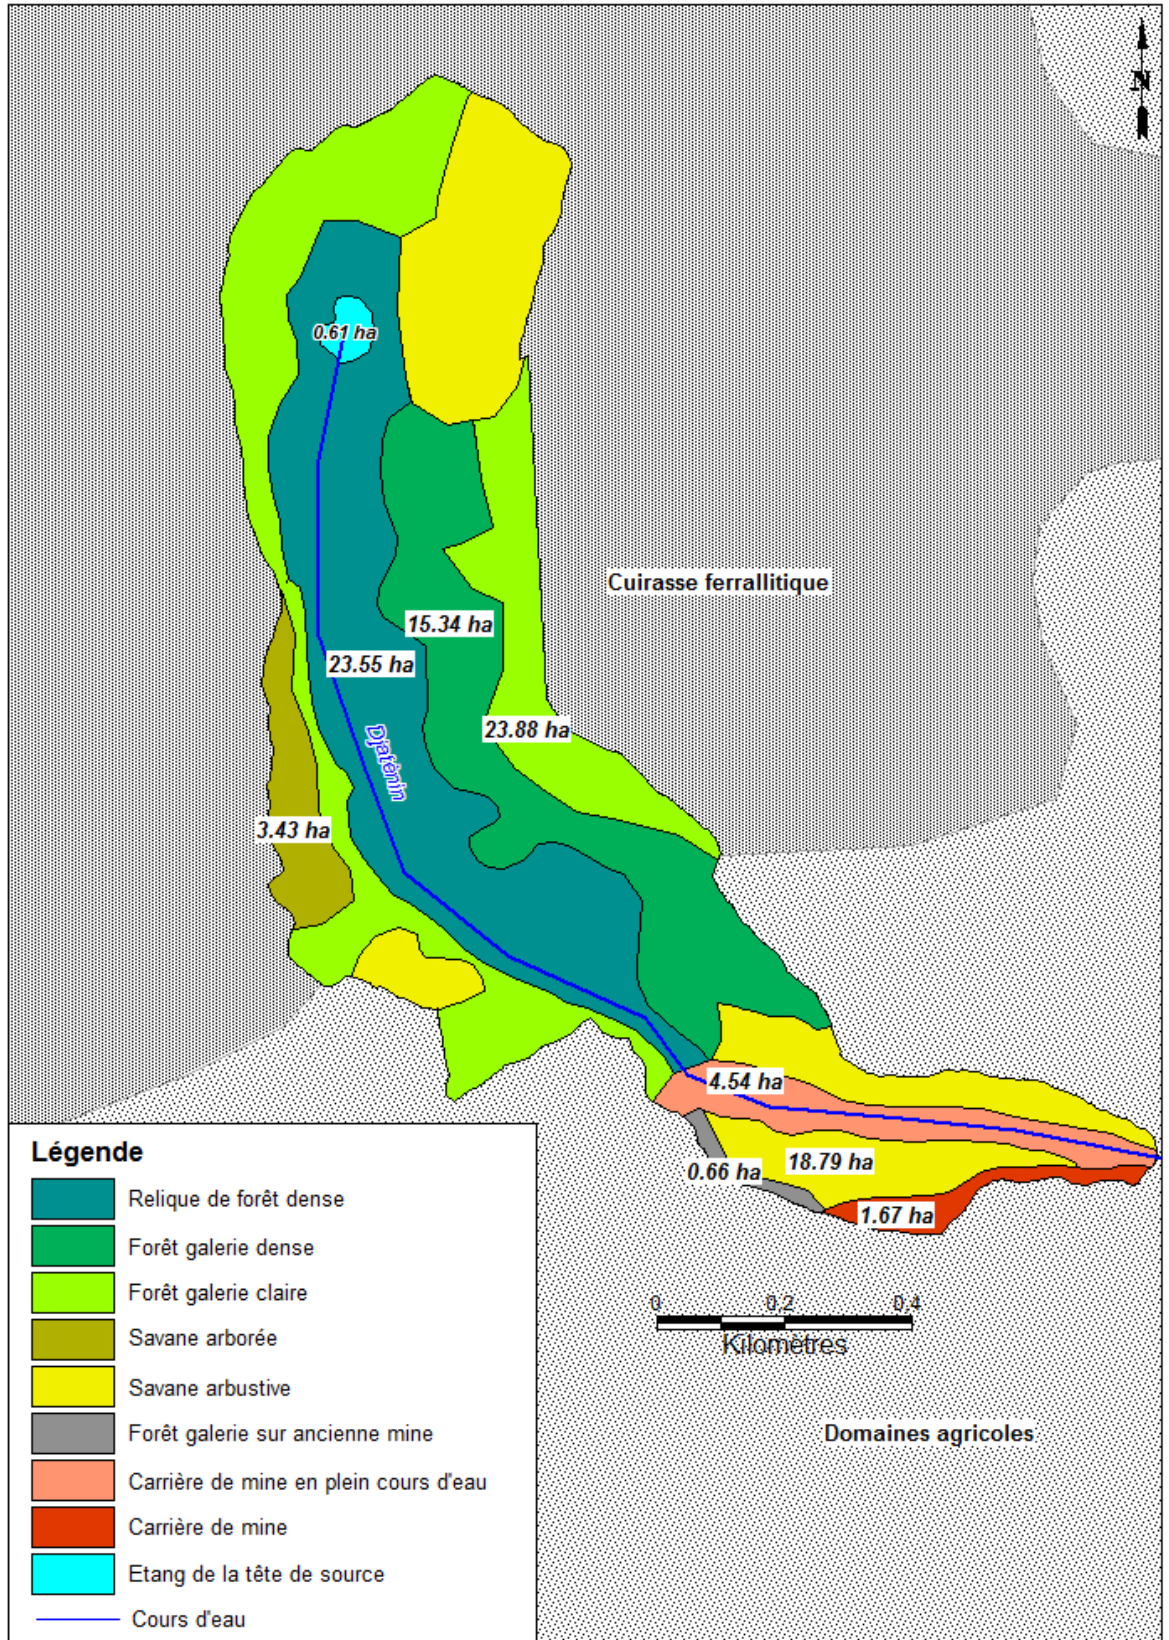 N
0.61 ha
Cuirasse ferrallitique
15.34 ha
23.55 ha
23.88 ha
Djaténin
3.43 ha
4.54 ha
18.79 ha
0.66 ha
1.67 ha
0 0.2 0.4
Kilomètres
Domaines agricoles
Légende
Relique de forêt dense
Forêt galerie dense
Forêt galerie claire
Savane arborée
Savane arbustive
Forêt galerie sur ancienne mine
Carrière de mine en plein cours d'eau
Carrière de mine
Etang de la tête de source
Cours d'eau